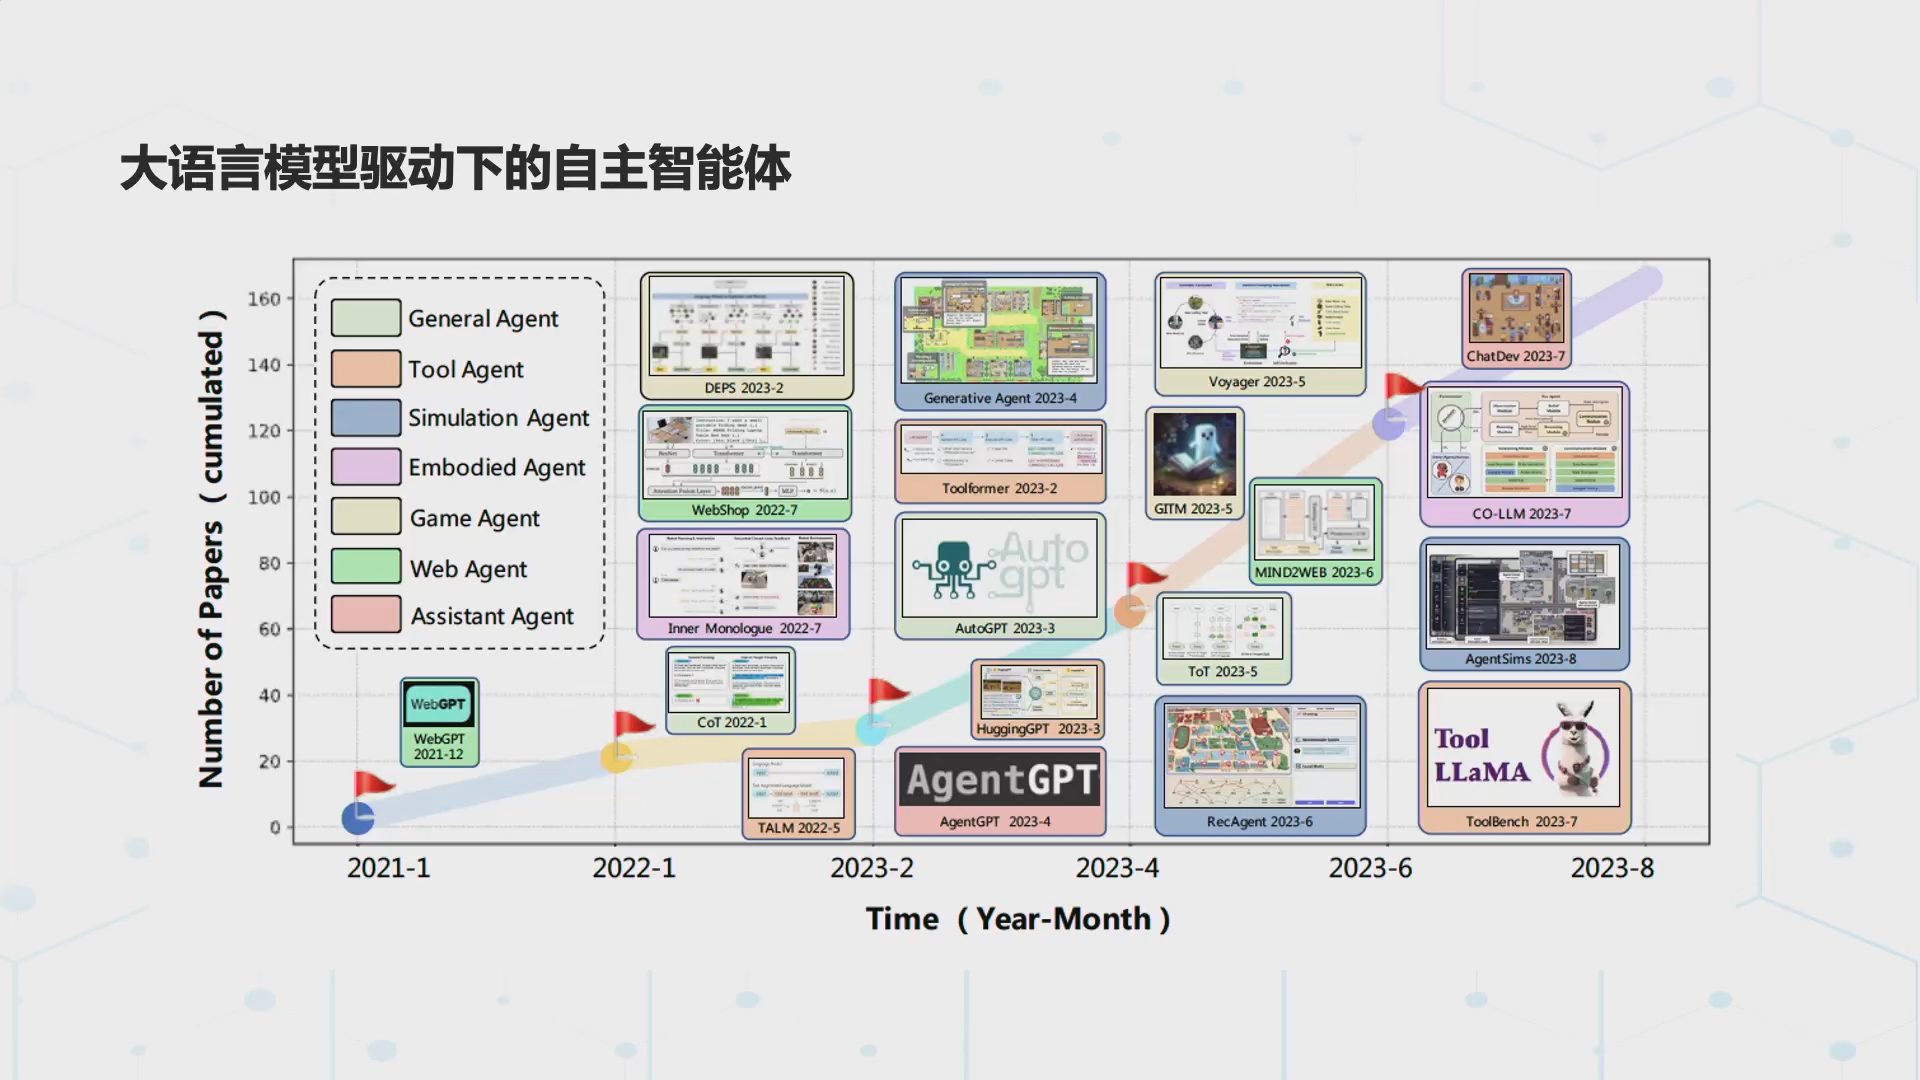 大语言模型驱动下的自主智能体
Number of Papers ( cumulated )
160
140
120
100
80
60
40
20
0
General Agent
Tool Agent
Simulation Agent
Embodied Agent
Game Agent
Web Agent
Assistant Agent
WebGPT
WebGPT
2021-12
DEPS 2023-2
WebShop 2022-7
Inner Monologue 2022-7
CoT 2022-1
TALM 2022-5
Generative Agent 2023-4
Toolformer 2023-2
Auto
gpt
AutoGPT 2023-3
HuggingGPT 2023-3
AgentGPT
AgentGPT 2023-4
Voyager 2023-5
GITM 2023-5
MIND2WEB 2023-6
ToT 2023-5
RecAgent 2023-6
ChatDev 2023-7
CO-LLM 2023-7
AgentSims 2023-8
Tool
LLaMA
ToolBench 2023-7
2021-1
2022-1
2023-2
2023-4
2023-6
2023-8
Time ( Year-Month )